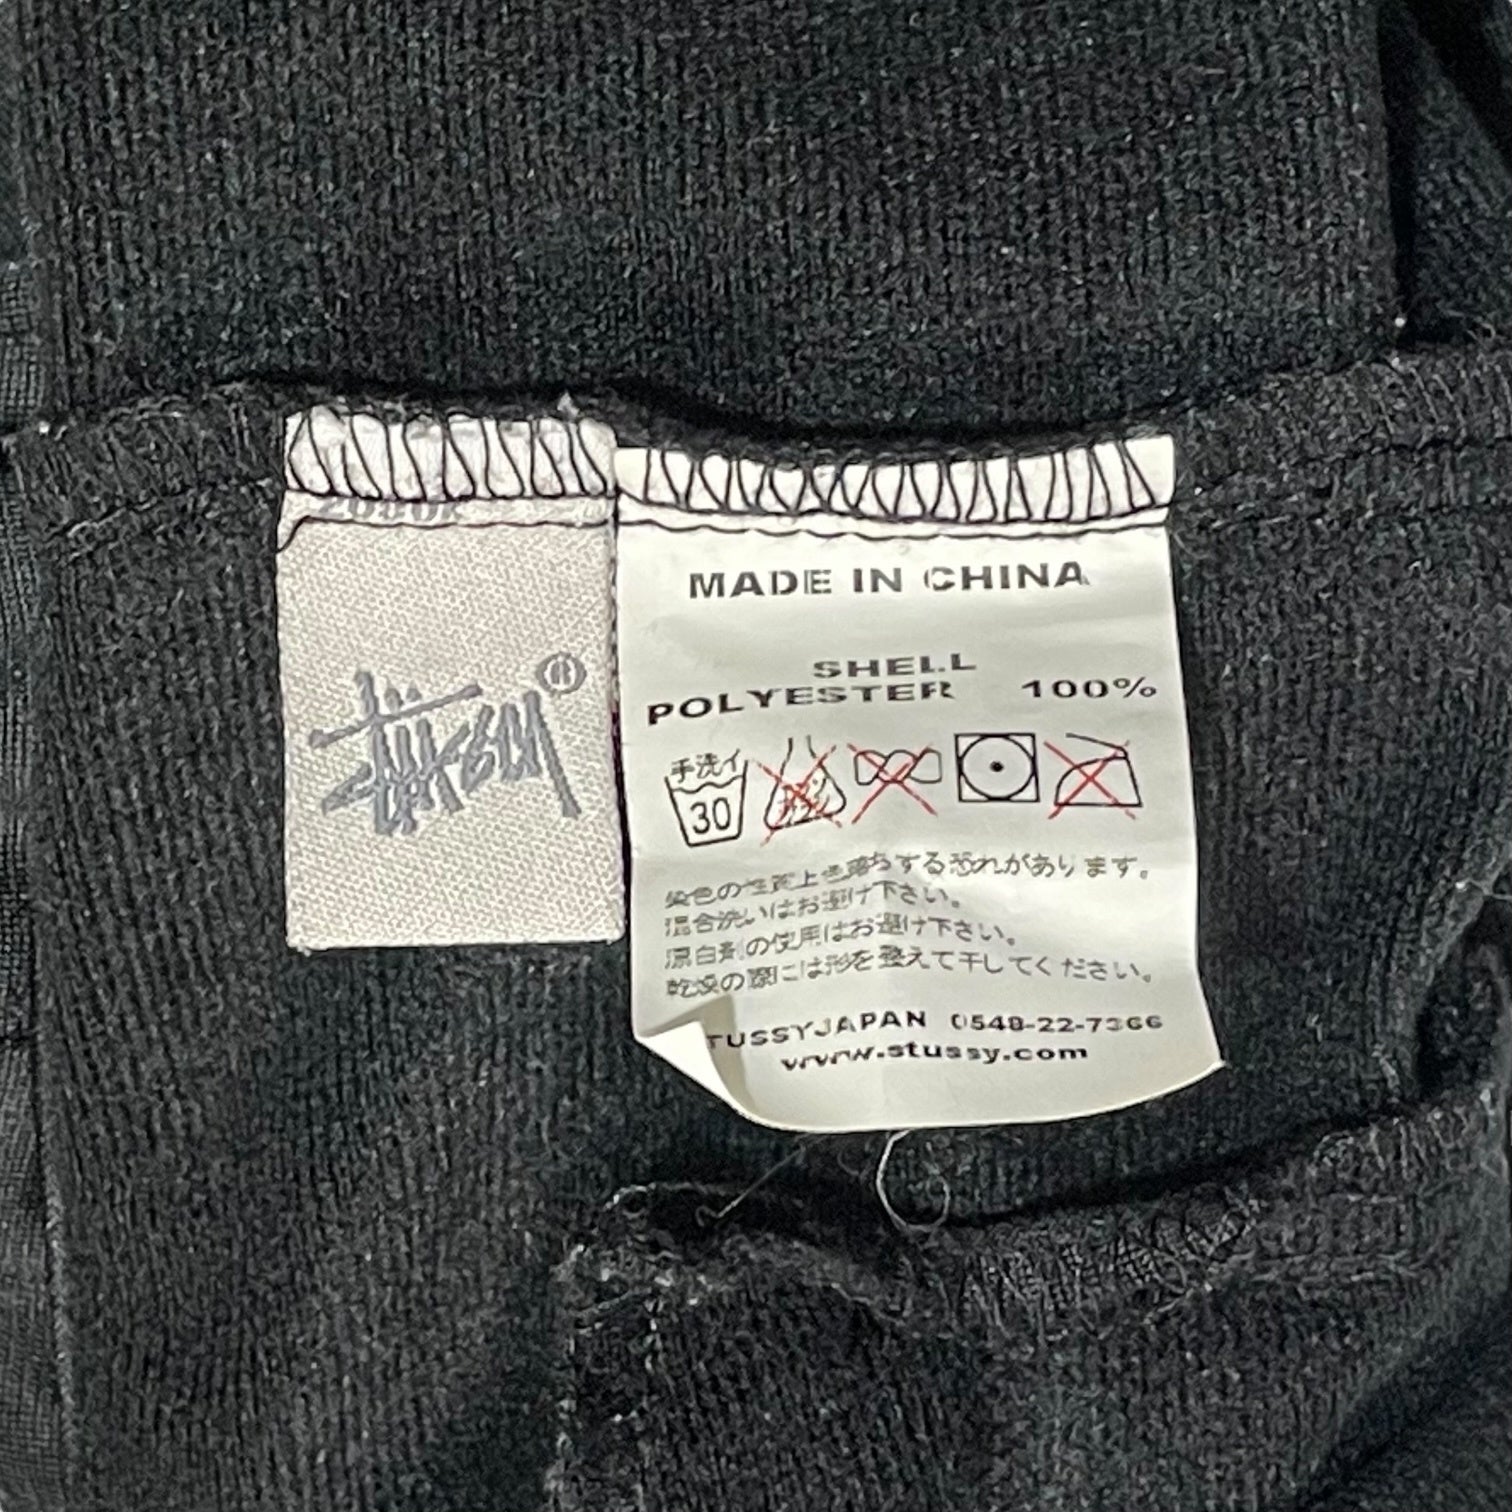 Stüssy ®
MADE IN CHINA
SHELL
POLYESTER 100%
手洗イ
30
染色の性質上色落ちする恐れがあります。
混合洗いはお避け下さい。
漂白剤の使用はお避け下さい。
乾燥の際には形を整えて干してください。
TUSSYJAPAN 0548-22-7366
www.stussy.com